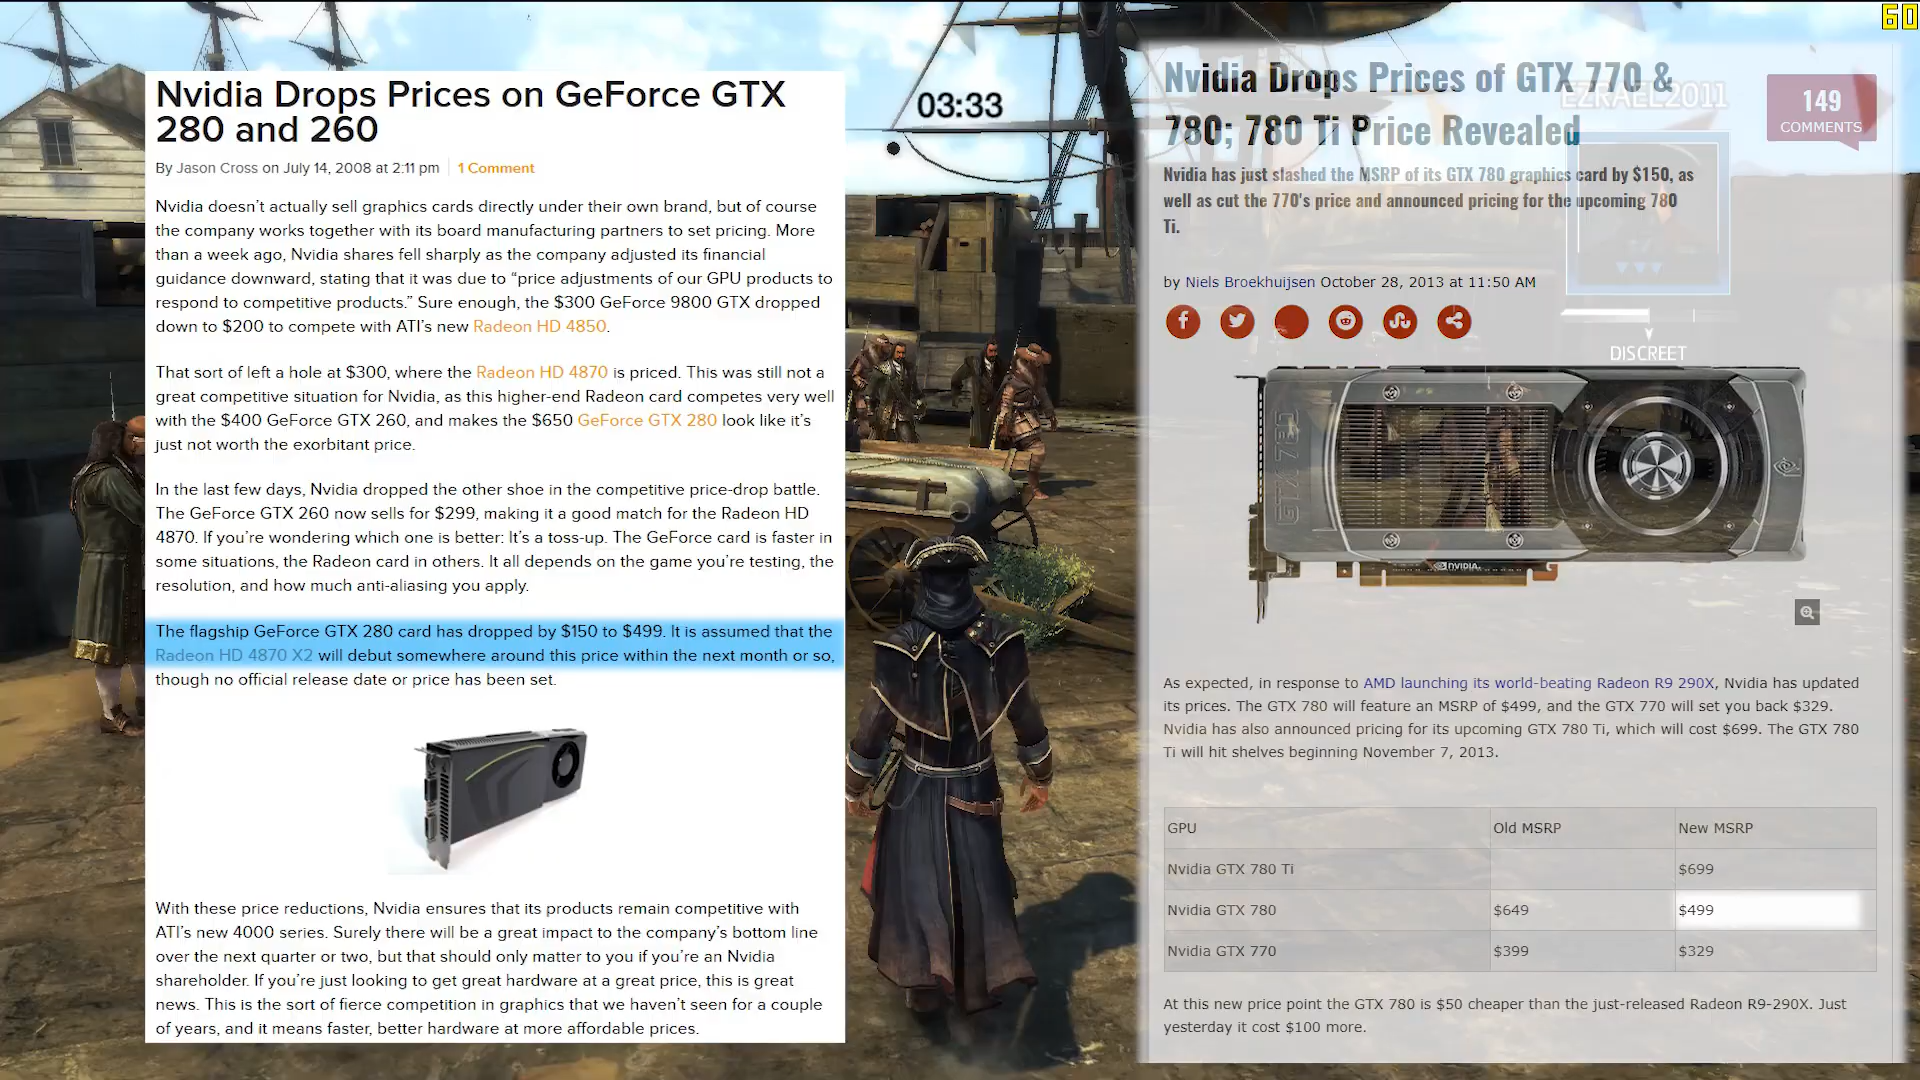 60
Nvidia Drops Prices on GeForce GTX
280 and 260
By Jason Cross on July 14, 2008 at 2:11 pm 1 Comment
Nvidia doesn't actually sell graphics cards directly under their own brand, but of course
the company works together with its board manufacturing partners to set pricing. More
than a week ago, Nvidia shares fell sharply as the company adjusted its financial
guidance downward, stating that it was due to “price adjustments of our GPU products to
respond to competitive products.” Sure enough, the $300 GeForce 9800 GTX dropped
down to $200 to compete with ATI's new Radeon HD 4850.
That sort of left a hole at $300, where the Radeon HD 4870 is priced. This was still not a
great competitive situation for Nvidia, as this higher-end Radeon card competes very well
with the $400 GeForce GTX 260, and makes the $650 GeForce GTX 280 look like it's
just not worth the exorbitant price.
In the last few days, Nvidia dropped the other shoe in the competitive price-drop battle.
The GeForce GTX 260 now sells for $299, making it a good match for the Radeon HD
4870. If you're wondering which one is better: It's a toss-up. The GeForce card is faster in
some situations, the Radeon card in others. It all depends on the game you're testing, the
resolution, and how much anti-aliasing you apply.
The flagship GeForce GTX 280 card has dropped by $150 to $499. It is assumed that the
Radeon HD 4870 X2 will debut somewhere around this price within the next month or so,
though no official release date or price has been set.
With these price reductions, Nvidia ensures that its products remain competitive with
ATI's new 4000 series. Surely there will be a great impact to the company's bottom line
over the next quarter or two, but that should only matter to you if you're an Nvidia
shareholder. If you're just looking to get great hardware at a great price, this is great
news. This is the sort of fierce competition in graphics that we haven't seen for a couple
of years, and it means faster, better hardware at more affordable prices.
03:33
Nvidia Drops Prices of GTX 770 &
780; 780 Ti Price Revealed
EZRAEL2011
149
COMMENTS
Nvidia has just slashed the MSRP of its GTX 780 graphics card by $150, as
well as cut the 770's price and announced pricing for the upcoming 780
Ti.
by Niels Broekhuijsen October 28, 2013 at 11:50 AM
DISCREET
GTX 780
NVIDIA.
As expected, in response to AMD launching its world-beating Radeon R9 290X, Nvidia has updated
its prices. The GTX 780 will feature an MSRP of $499, and the GTX 770 will set you back $329.
Nvidia has also announced pricing for its upcoming GTX 780 Ti, which will cost $699. The GTX 780
Ti will hit shelves beginning November 7, 2013.
GPU Old MSRP New MSRP
Nvidia GTX 780 Ti $699
Nvidia GTX 780 $649 $499
Nvidia GTX 770 $399 $329
At this new price point the GTX 780 is $50 cheaper than the just-released Radeon R9-290X. Just
yesterday it cost $100 more.